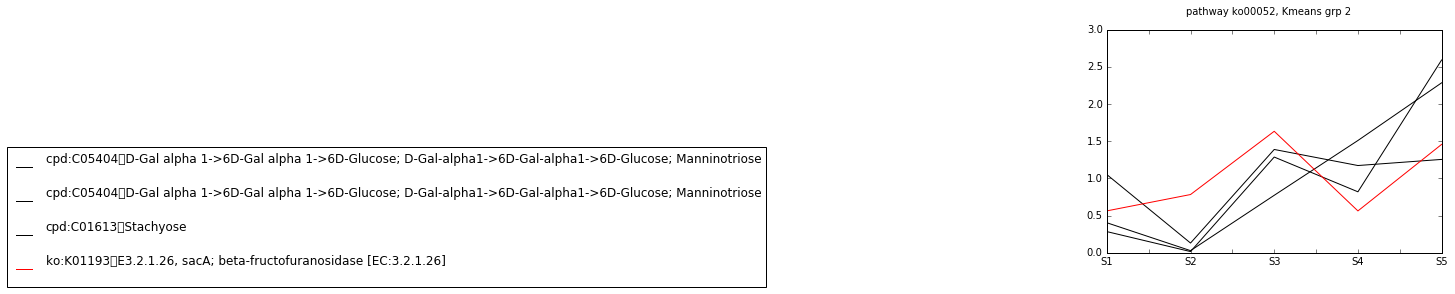 pathway ko00052, Kmeans grp 2
3.0
2.5
2.0
1.5
1.0
0.5
0.0
S1 S2 S3 S4 S5
cpd:C05404▯D-Gal alpha 1->6D-Gal alpha 1->6D-Glucose; D-Gal-alpha1->6D-Gal-alpha1->6D-Glucose; Manninotriose
cpd:C05404▯D-Gal alpha 1->6D-Gal alpha 1->6D-Glucose; D-Gal-alpha1->6D-Gal-alpha1->6D-Glucose; Manninotriose
cpd:C01613▯Stachyose
ko:K01193▯E3.2.1.26, sacA; beta-fructofuranosidase [EC:3.2.1.26]